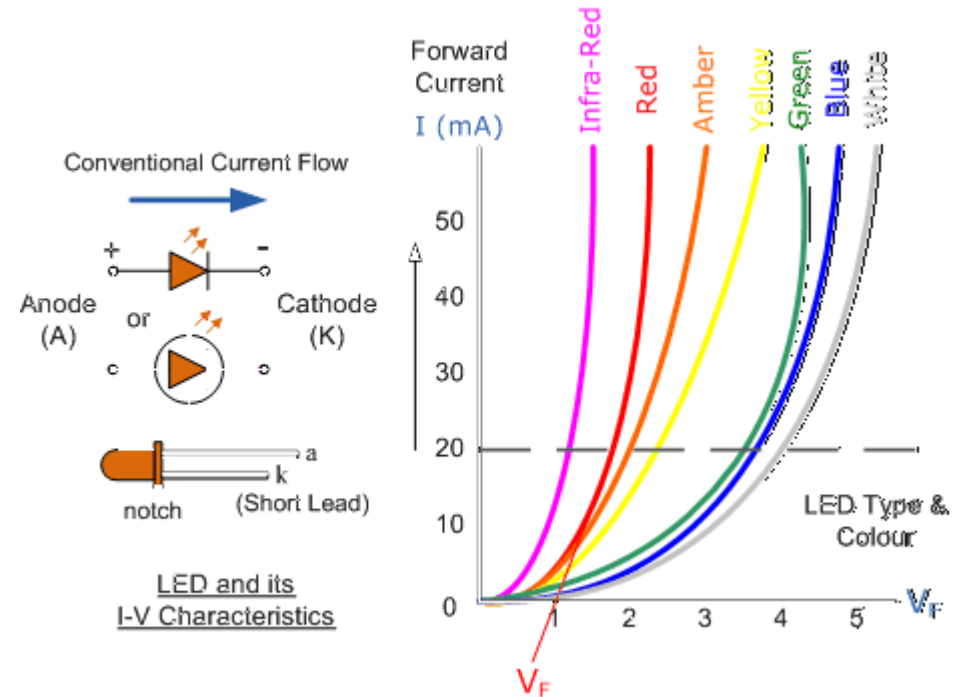 Conventional Current Flow
+
-
Anode
(A)
or
Cathode
(K)
a
k
notch
(Short Lead)
LED and its
I-V Characteristics
Forward
Current
I (mA)
Infra-Red
Red
Amber
Yellow
Green
Blue
White
50
40
30
20
10
0
1
2
3
4
5
LED Type &
Colour
VF
VF